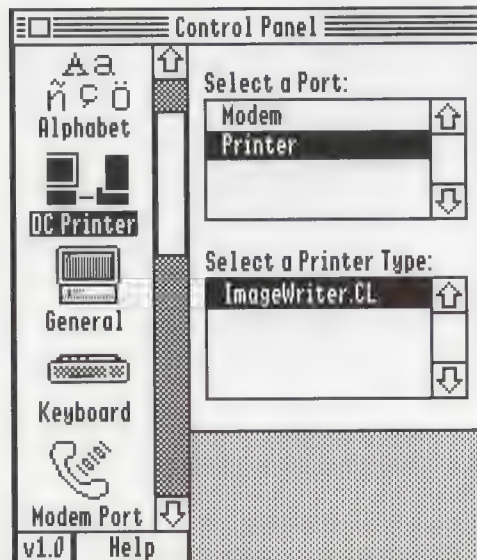 Control Panel
Aa
ñ Ç ö
Alphabet
DC Printer
General
Keyboard
Modem Port
v1.0 Help
Select a Port:
Modem
Printer
Select a Printer Type:
ImageWriter.CL